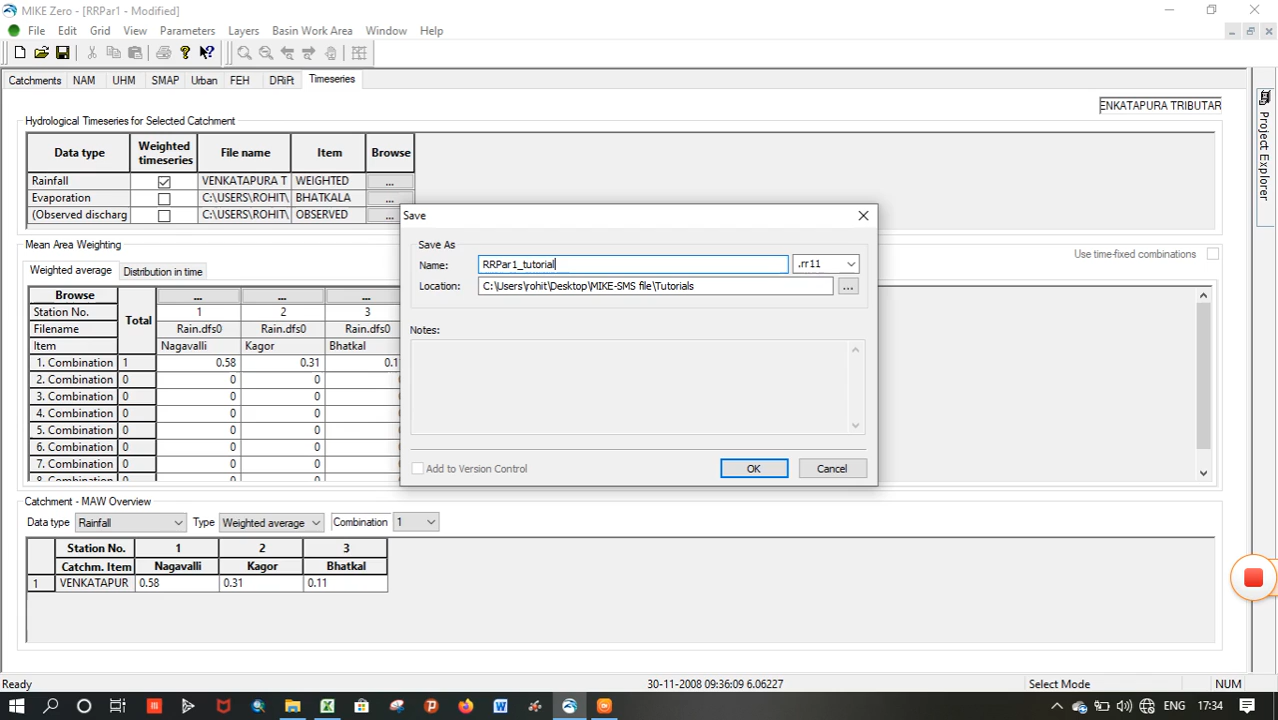 MIKE Zero - [RRPar1 - Modified]
File Edit Grid View Parameters Layers Basin Work Area Window Help
Catchments NAM UHM SMAP Urban FEH DRiFt Timeseries
ENKATAPURA TRIBUTAR
Hydrological Timeseries for Selected Catchment
Data type Weighted timeseries File name Item Browse
Rainfall VENKATAPURA T WEIGHTED ...
Evaporation C:\USERS\ROHIT\ BHATKALA ...
(Observed discharg C:\USERS\ROHIT\ OBSERVED ...
Save
Save As
Name: RRPar1_tutorial .rr11
Location: C:\Users\rohit\Desktop\MIKE-SMS file\Tutorials ...
Notes:
Add to Version Control OK Cancel
Mean Area Weighting
Use time-fixed combinations
Weighted average Distribution in time
Browse Total ... ... ...
Station No. 1 2 3
Filename Rain.dfs0 Rain.dfs0 Rain.dfs0
Item Nagavalli Kagor Bhatkal
1. Combination 1 0.58 0.31 0.1
2. Combination 0 0 0
3. Combination 0 0 0
4. Combination 0 0 0
5. Combination 0 0 0
6. Combination 0 0 0
7. Combination 0 0 0
8. Combination 0 0 0
Catchment - MAW Overview
Data type Rainfall Type Weighted average Combination 1
Station No. 1 2 3
Catchm. Item Nagavalli Kagor Bhatkal
1 VENKATAPUR 0.58 0.31 0.11
Project Explorer
Ready 30-11-2008 09:36:09 6.06227 Select Mode NUM
ENG 17:34